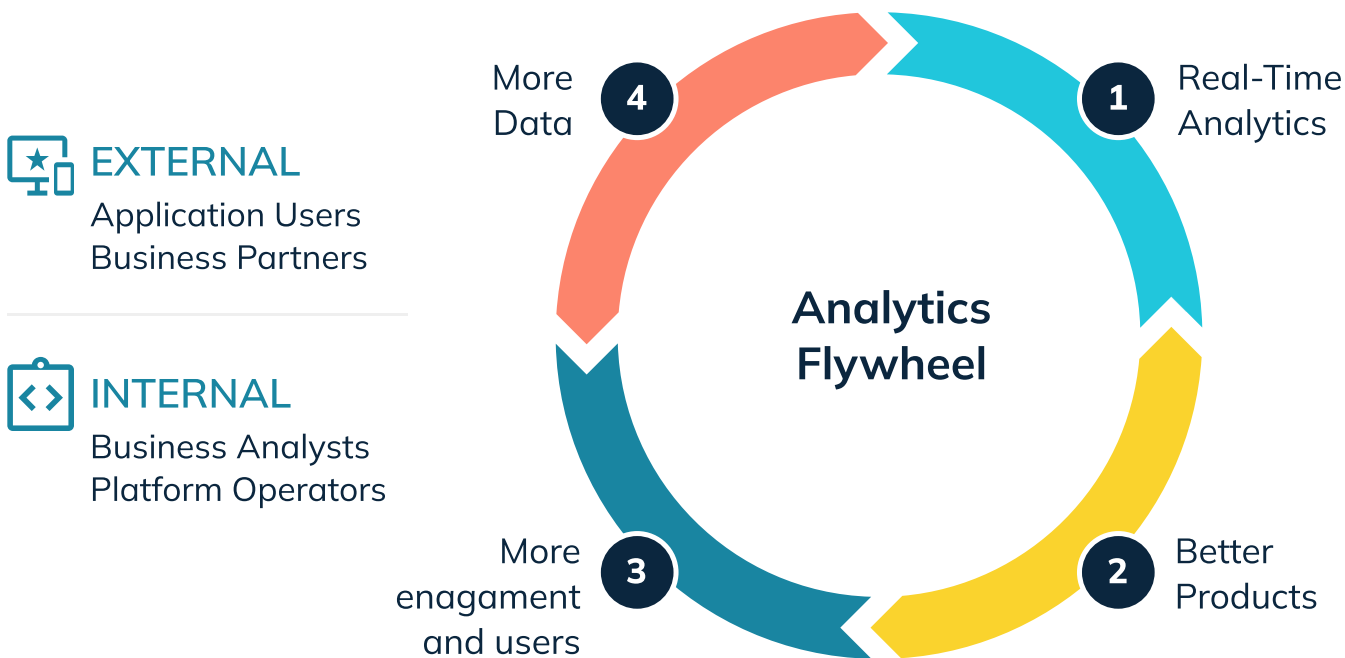 EXTERNAL
Application Users
Business Partners
INTERNAL
Business Analysts
Platform Operators
Analytics
Flywheel
1
Real-Time
Analytics
2
Better
Products
3
More
enagament
and users
4
More
Data